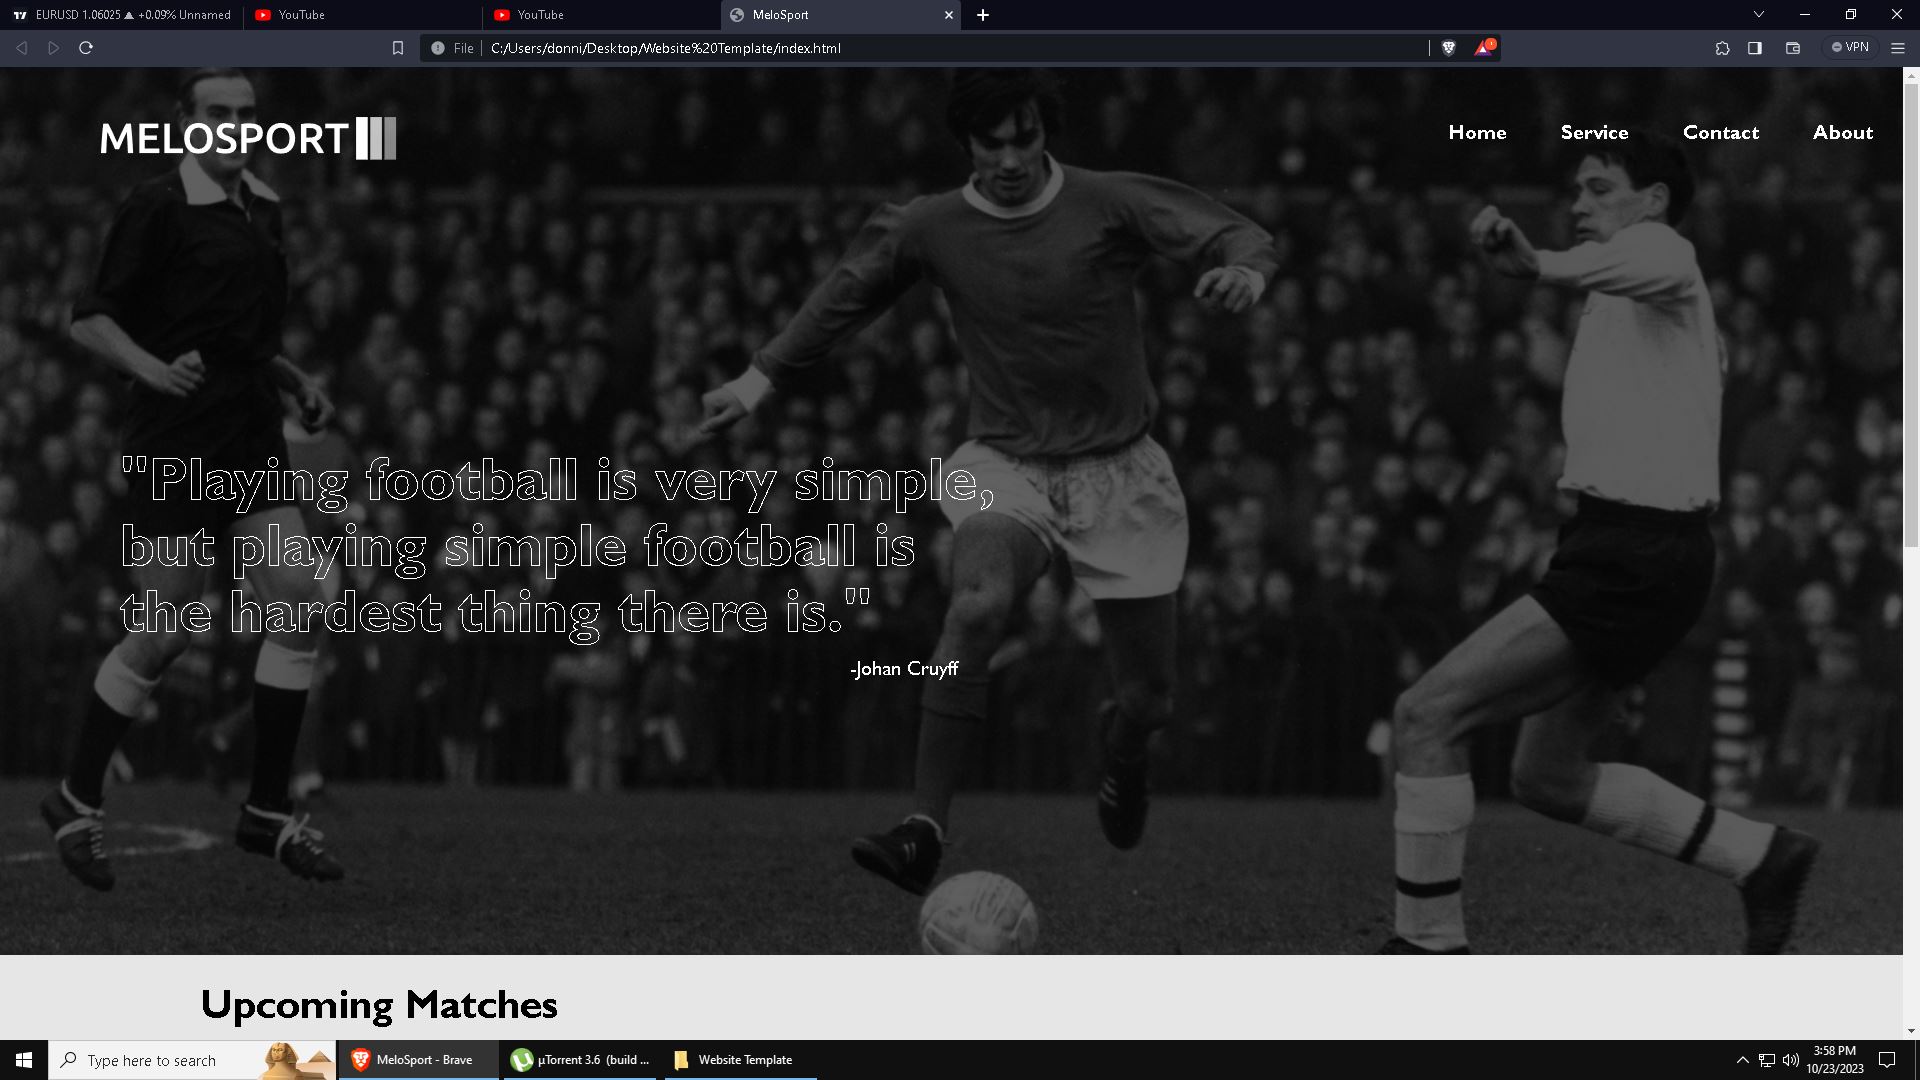 EURUSD 1.06025 ▲ +0.09% Unnamed
YouTube
YouTube
MeloSport
File
C:/Users/donni/Desktop/Website%20Template/index.html
VPN
MELOSPORT
Home
Service
Contact
About
"Playing football is very simple,
but playing simple football is
the hardest thing there is."
-Johan Cruyff
Upcoming Matches
Type here to search
MeloSport - Brave
µTorrent 3.6 (build ...
Website Template
3:58 PM
10/23/2023